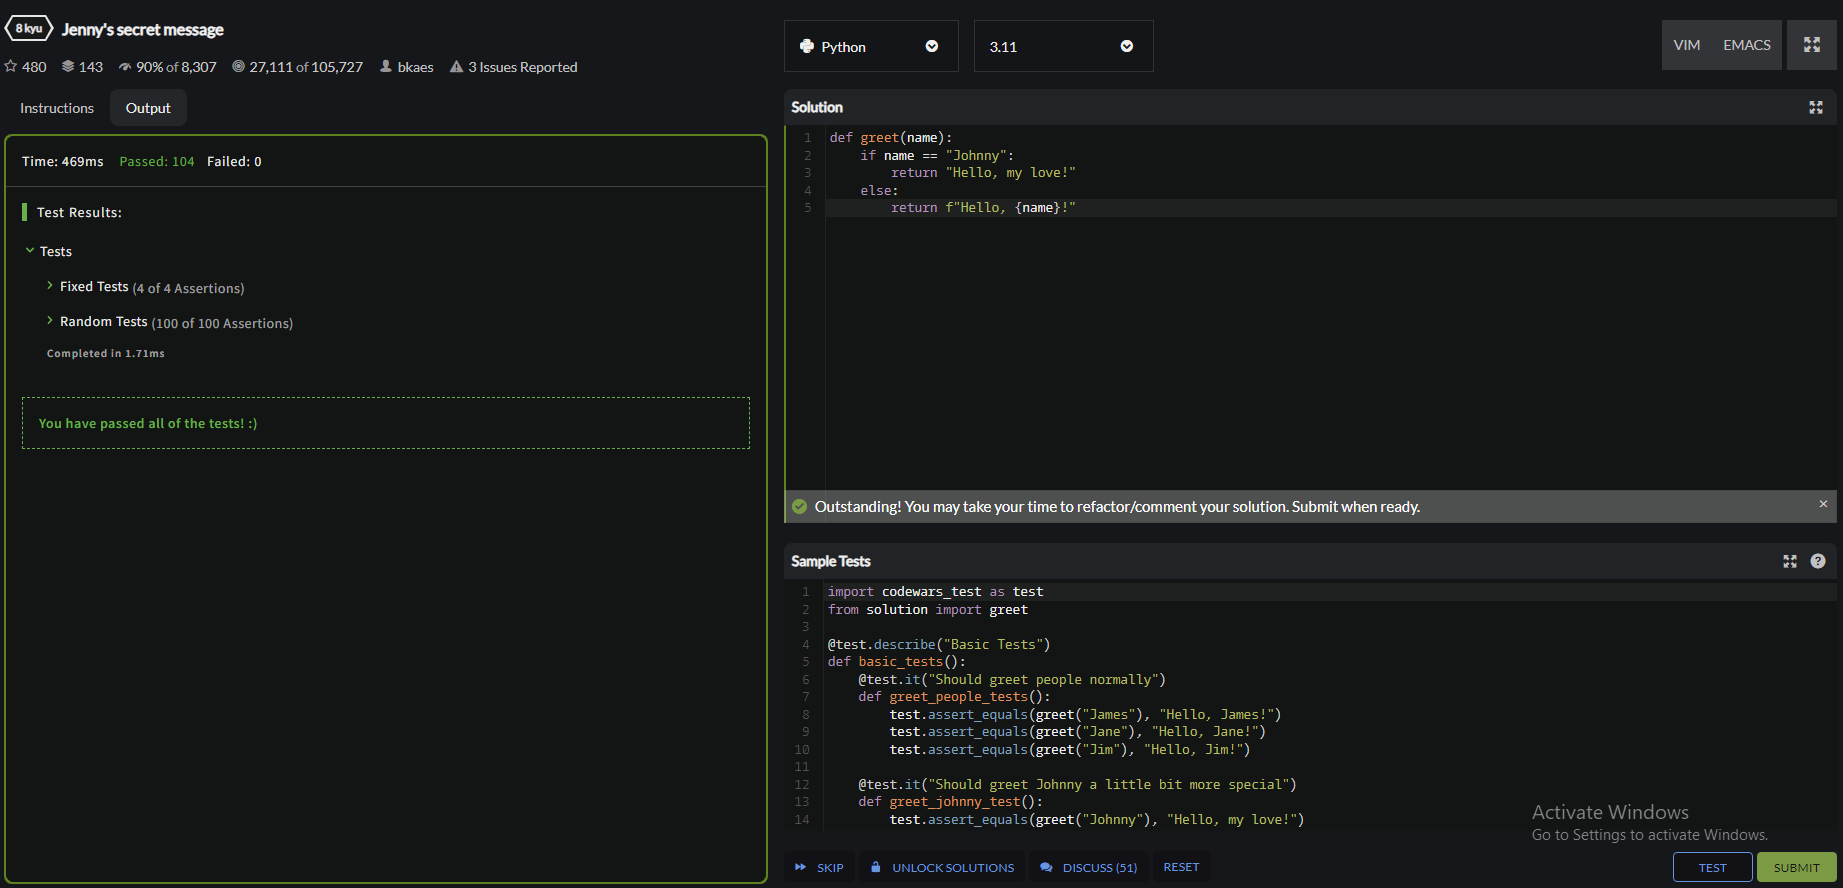 8 kyu Jenny's secret message
480 143 90% of 8,307 27,111 of 105,727 bkaes 3 Issues Reported
Instructions Output
Time: 469ms Passed: 104 Failed: 0
Test Results:
Tests
Fixed Tests (4 of 4 Assertions)
Random Tests (100 of 100 Assertions)
Completed in 1.71ms
You have passed all of the tests! :)
Python 3.11 VIM EMACS
Solution
1 def greet(name):
2     if name == "Johnny":
3         return "Hello, my love!"
4     else:
5         return f"Hello, {name}!"
Outstanding! You may take your time to refactor/comment your solution. Submit when ready. ×
Sample Tests ?
1 import codewars_test as test
2 from solution import greet
3
4 @test.describe("Basic Tests")
5 def basic_tests():
6     @test.it("Should greet people normally")
7     def greet_people_tests():
8         test.assert_equals(greet("James"), "Hello, James!")
9         test.assert_equals(greet("Jane"), "Hello, Jane!")
10         test.assert_equals(greet("Jim"), "Hello, Jim!")
11
12     @test.it("Should greet Johnny a little bit more special")
13     def greet_johnny_test():
14         test.assert_equals(greet("Johnny"), "Hello, my love!")
Activate Windows
Go to Settings to activate Windows.
SKIP UNLOCK SOLUTIONS DISCUSS (51) RESET TEST SUBMIT